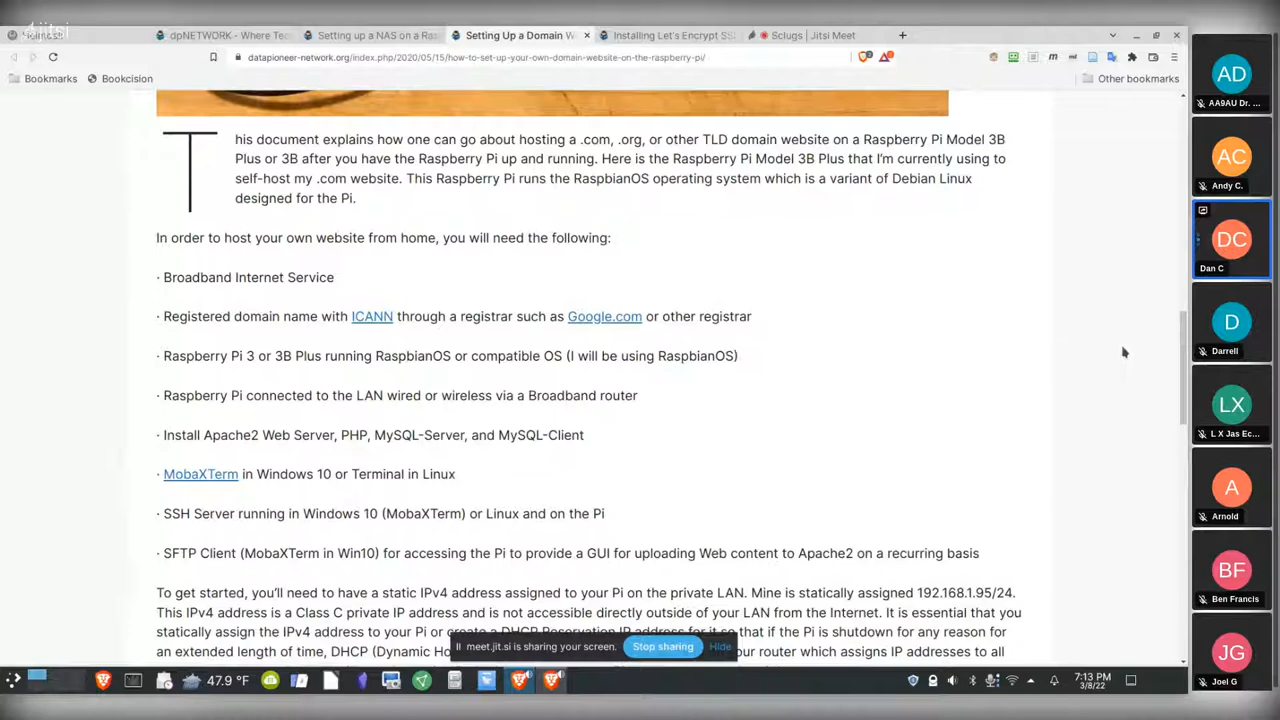 jitsi
dpNETWORK - Where Te
Setting up a NAS on a Ras
Setting Up a Domain W
Installing Let's Encrypt SS
Sclugs | Jitsi Meet
datapioneer-network.org/index.php/2020/05/15/how-to-set-up-your-own-domain-website-on-the-raspberry-pi/
Bookmarks
Bookcision
Other bookmarks
This document explains how one can go about hosting a .com, .org, or other TLD domain website on a Raspberry Pi Model 3B
Plus or 3B after you have the Raspberry Pi up and running. Here is the Raspberry Pi Model 3B Plus that I'm currently using to
self-host my .com website. This Raspberry Pi runs the RaspbianOS operating system which is a variant of Debian Linux
designed for the Pi.
In order to host your own website from home, you will need the following:
· Broadband Internet Service
· Registered domain name with ICANN through a registrar such as Google.com or other registrar
· Raspberry Pi 3 or 3B Plus running RaspbianOS or compatible OS (I will be using RaspbianOS)
· Raspberry Pi connected to the LAN wired or wireless via a Broadband router
· Install Apache2 Web Server, PHP, MySQL-Server, and MySQL-Client
· MobaXTerm in Windows 10 or Terminal in Linux
· SSH Server running in Windows 10 (MobaXTerm) or Linux and on the Pi
· SFTP Client (MobaXTerm in Win10) for accessing the Pi to provide a GUI for uploading Web content to Apache2 on a recurring basis
To get started, you'll need to have a static IPv4 address assigned to your Pi on the private LAN. Mine is statically assigned 192.168.1.95/24.
This IPv4 address is a Class C private IP address and is not accessible directly outside of your LAN from the Internet. It is essential that you
statically assign the IPv4 address to your Pi or create a DHCP Reservation IP address for it so that if the Pi is shutdown for any reason for
an extended length of time, DHCP (Dynamic Ho
our router which assigns IP addresses to all
meet.jit.si is sharing your screen.
Stop sharing
Hide
47.9 °F
7:13 PM
3/8/22
AD
AA9AU Dr. ...
AC
Andy C.
DC
Dan C
D
Darrell
LX
L X Jas Ec...
A
Arnold
BF
Ben Francis
JG
Joel G